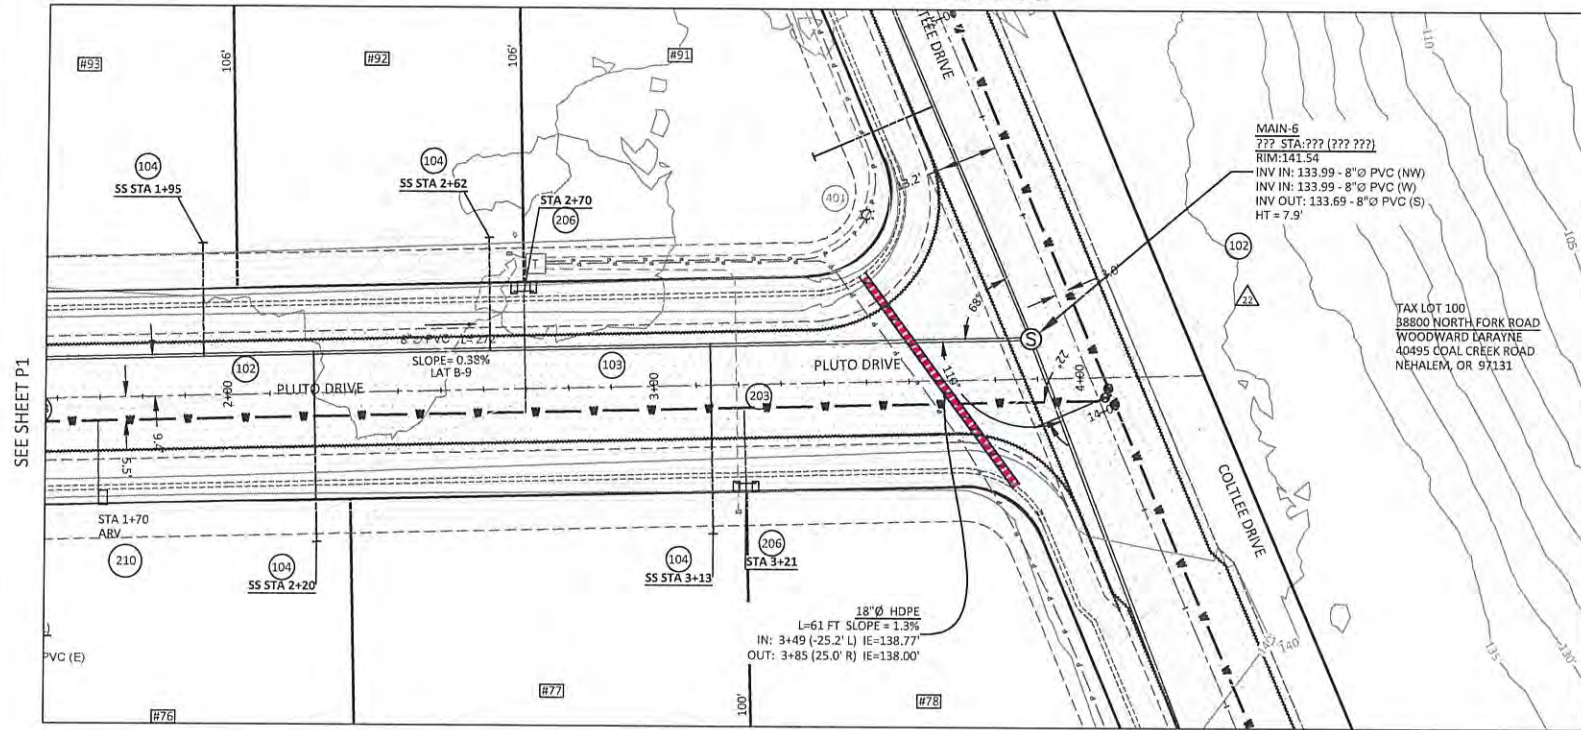 #93
106'
#92
106'
#91
COLTLEE DRIVE
104
SS STA 1+95
104
SS STA 2+62
STA 2+70
206
T
401
MAIN-6
??? STA:??? (??? ???)
RIM:141.54
INV IN: 133.99 - 8"Ø PVC (NW)
INV IN: 133.99 - 8"Ø PVC (W)
INV OUT: 133.69 - 8"Ø PVC (S)
HT = 7.9'
102
22
110
105
TAX LOT 100
38800 NORTH FORK ROAD
WOODWARD LARAYNE
40495 COAL CREEK ROAD
NEHALEM, OR 97131
SEE SHEET P1
68°
S
8"Ø PVC L=272'
SLOPE= 0.38%
LAT B-9
102
103
PLUTO DRIVE
PLUTO DRIVE
2+00
3+00
4+00
203
22°
9.4'
5.5'
COLTLEE DRIVE
STA 1+70
ARV
210
104
SS STA 2+20
104
SS STA 3+13
206
STA 3+21
18"Ø HDPE
L=61 FT SLOPE = 1.3%
IN: 3+49 (-25.2' L) IE=138.77'
OUT: 3+85 (25.0' R) IE=138.00'
PVC (E)
#76
#77
100'
#78
140
135
130